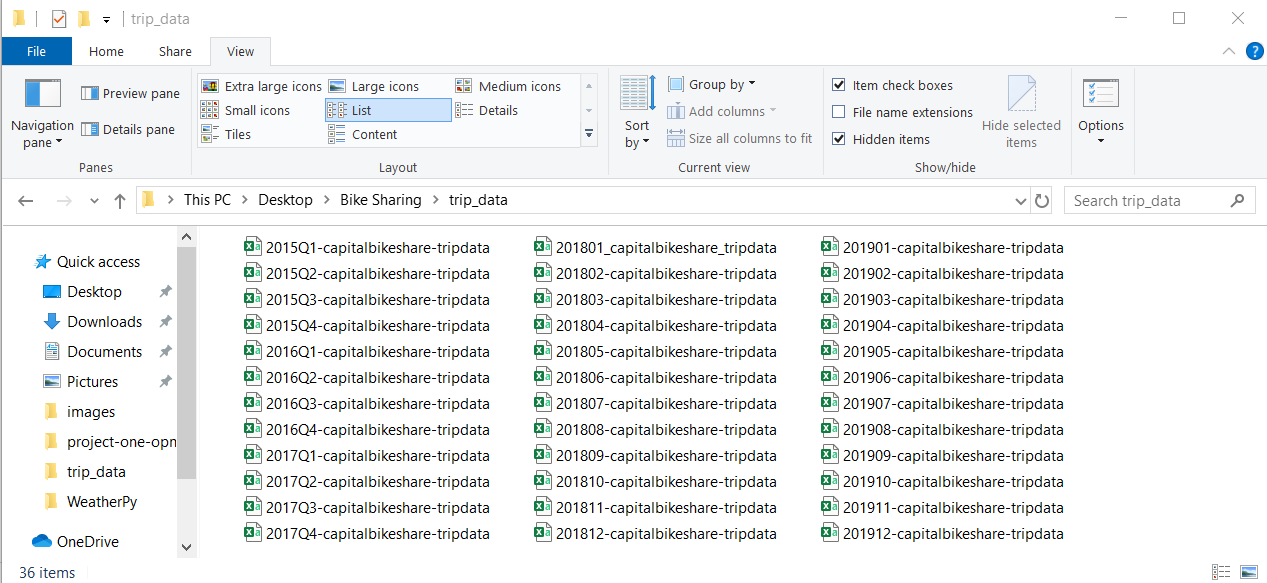 trip_data
File Home Share View
Extra large icons Large icons Medium icons
Small icons List Details
Tiles Content
Navigation pane
Preview pane
Details pane
Panes
Layout
Sort by
Group by
Add columns
Size all columns to fit
Current view
Item check boxes
File name extensions
Hidden items
Hide selected items
Show/hide
Options
This PC > Desktop > Bike Sharing > trip_data
Search trip_data
Quick access
Desktop
Downloads
Documents
Pictures
images
project-one-opn
trip_data
WeatherPy
OneDrive
2015Q1-capitalbikeshare-tripdata
2015Q2-capitalbikeshare-tripdata
2015Q3-capitalbikeshare-tripdata
2015Q4-capitalbikeshare-tripdata
2016Q1-capitalbikeshare-tripdata
2016Q2-capitalbikeshare-tripdata
2016Q3-capitalbikeshare-tripdata
2016Q4-capitalbikeshare-tripdata
2017Q1-capitalbikeshare-tripdata
2017Q2-capitalbikeshare-tripdata
2017Q3-capitalbikeshare-tripdata
2017Q4-capitalbikeshare-tripdata
201801_capitalbikeshare_tripdata
201802-capitalbikeshare-tripdata
201803-capitalbikeshare-tripdata
201804-capitalbikeshare-tripdata
201805-capitalbikeshare-tripdata
201806-capitalbikeshare-tripdata
201807-capitalbikeshare-tripdata
201808-capitalbikeshare-tripdata
201809-capitalbikeshare-tripdata
201810-capitalbikeshare-tripdata
201811-capitalbikeshare-tripdata
201812-capitalbikeshare-tripdata
201901-capitalbikeshare-tripdata
201902-capitalbikeshare-tripdata
201903-capitalbikeshare-tripdata
201904-capitalbikeshare-tripdata
201905-capitalbikeshare-tripdata
201906-capitalbikeshare-tripdata
201907-capitalbikeshare-tripdata
201908-capitalbikeshare-tripdata
201909-capitalbikeshare-tripdata
201910-capitalbikeshare-tripdata
201911-capitalbikeshare-tripdata
201912-capitalbikeshare-tripdata
36 items